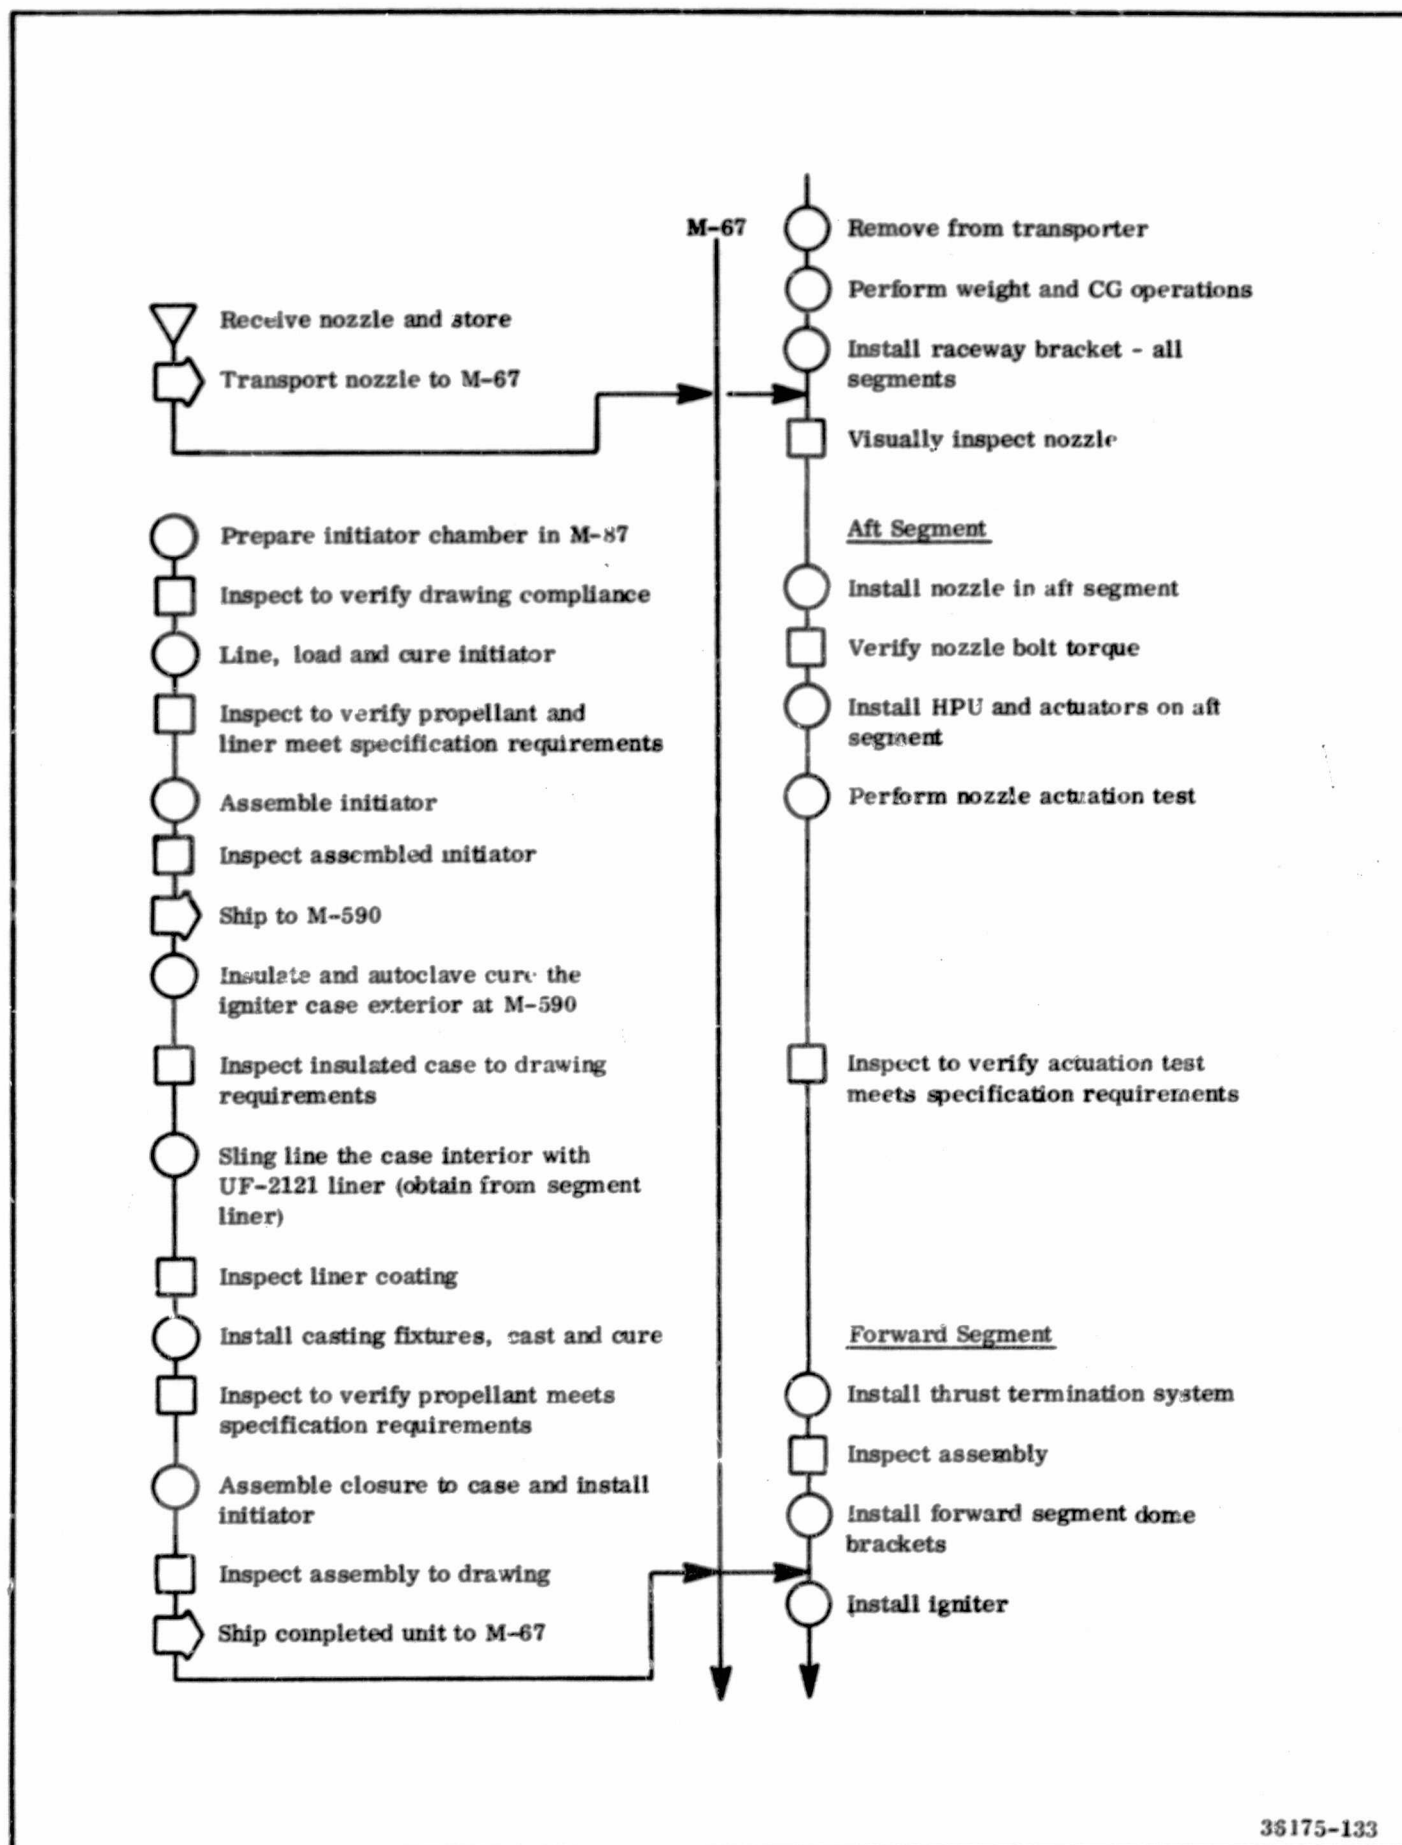 M-67
Receive nozzle and store
Transport nozzle to M-67
Prepare initiator chamber in M-87
Inspect to verify drawing compliance
Line, load and cure initiator
Inspect to verify propellant and
liner meet specification requirements
Assemble initiator
Inspect assembled initiator
Ship to M-590
Insulate and autoclave cure the
igniter case exterior at M-590
Inspect insulated case to drawing
requirements
Sling line the case interior with
UF-2121 liner (obtain from segment
liner)
Inspect liner coating
Install casting fixtures, cast and cure
Inspect to verify propellant meets
specification requirements
Assemble closure to case and install
initiator
Inspect assembly to drawing
Ship completed unit to M-67
Remove from transporter
Perform weight and CG operations
Install raceway bracket - all
segments
Visually inspect nozzle
Aft Segment
Install nozzle in aft segment
Verify nozzle bolt torque
Install HPU and actuators on aft
segment
Perform nozzle actuation test
Inspect to verify actuation test
meets specification requirements
Forward Segment
Install thrust termination system
Inspect assembly
Install forward segment dome
brackets
Install igniter
36175-133